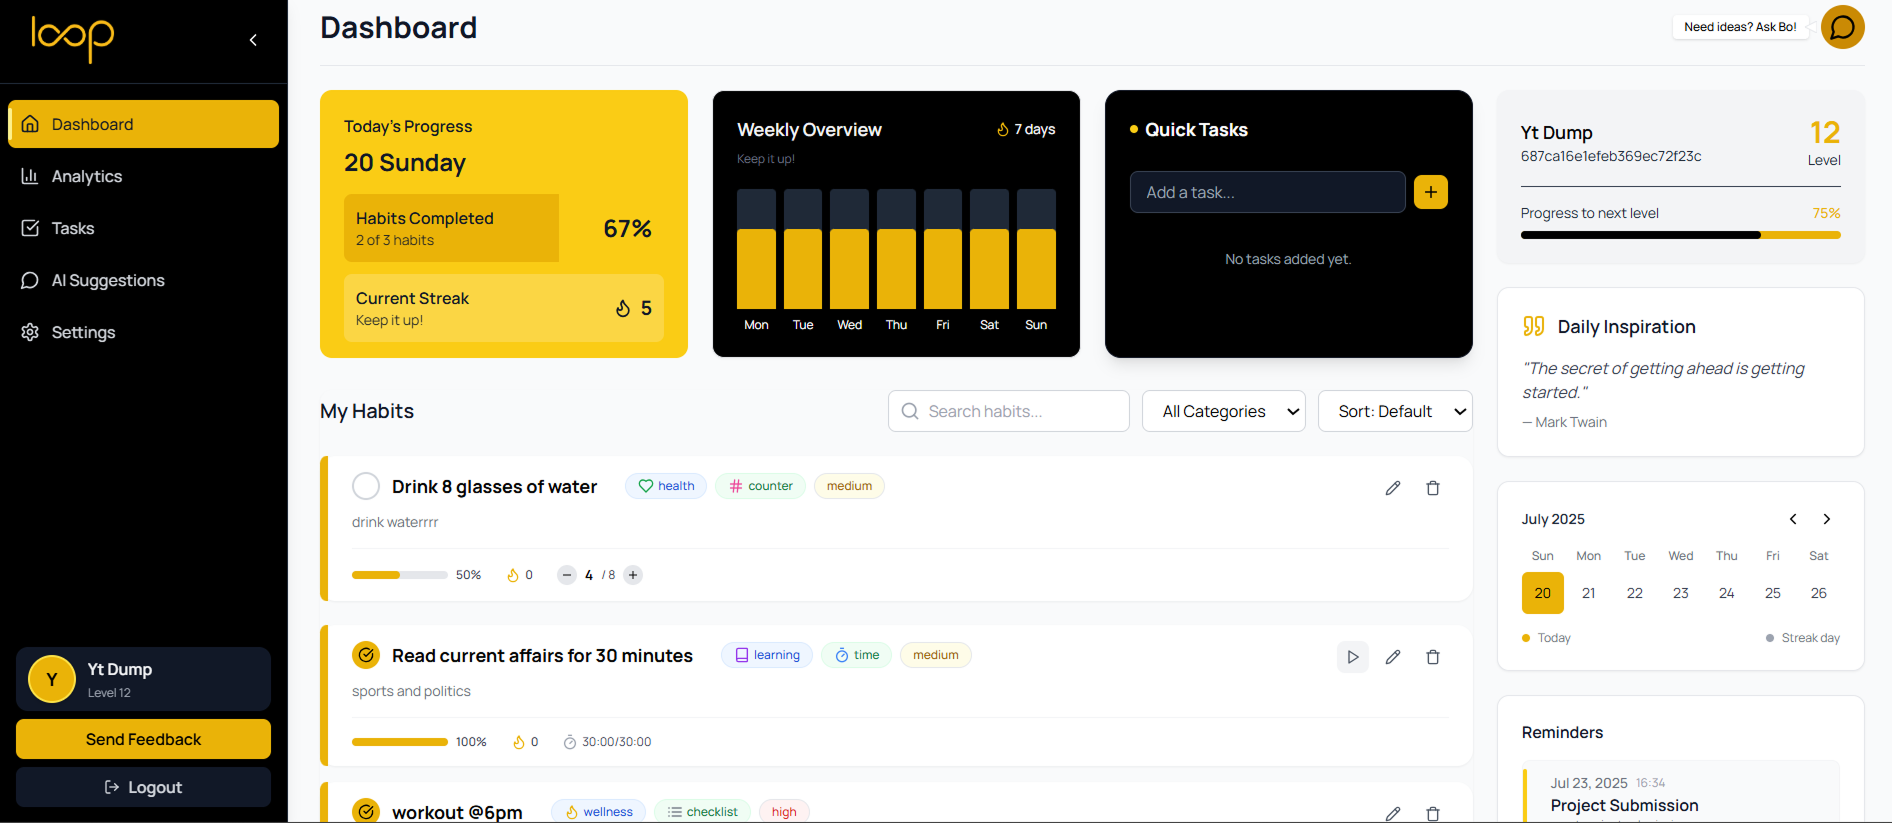 loop
Dashboard
Analytics
Tasks
AI Suggestions
Settings
Y
Yt Dump
Level 12
Send Feedback
Logout
Dashboard
Need ideas? Ask Bo!
Today's Progress
20 Sunday
Habits Completed
2 of 3 habits
67%
Current Streak
Keep it up!
5
Weekly Overview
7 days
Keep it up!
Mon Tue Wed Thu Fri Sat Sun
Quick Tasks
Add a task...
+
No tasks added yet.
My Habits
Search habits...
All Categories
Sort: Default
Drink 8 glasses of water
health
# counter
medium
drink waterrrr
50%
0
− 4 / 8 +
Read current affairs for 30 minutes
learning
time
medium
sports and politics
100%
0
30:00/30:00
workout @6pm
wellness
checklist
high
Yt Dump
687ca16e1efeb369ec72f23c
12
Level
Progress to next level
75%
Daily Inspiration
"The secret of getting ahead is getting
started."
— Mark Twain
July 2025
Sun Mon Tue Wed Thu Fri Sat
20 21 22 23 24 25 26
Today
Streak day
Reminders
Jul 23, 2025 16:34
Project Submission